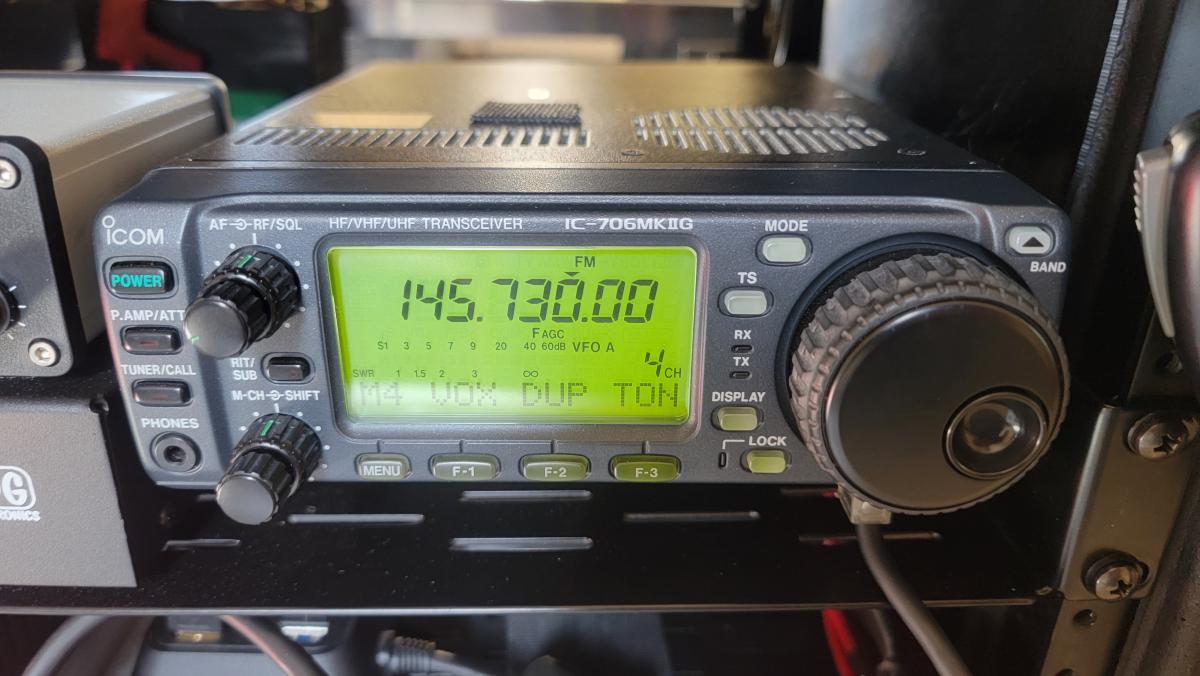 ICOM
AF RF/SQL
HF/VHF/UHF TRANSCEIVER
IC-706MKIIG
MODE
BAND
POWER
P.AMP/ATT
TUNER/CALL
RIT/
SUB
M-CH SHIFT
PHONES
FM
145.730.00
F AGC
S1 3 5 7 9 20 40 60dB VFO A
4 CH
SWR 1 1.5 2 3 ∞
M4 VOX DUP TON
TS
RX
TX
DISPLAY
LOCK
MENU
F-1
F-2
F-3
G